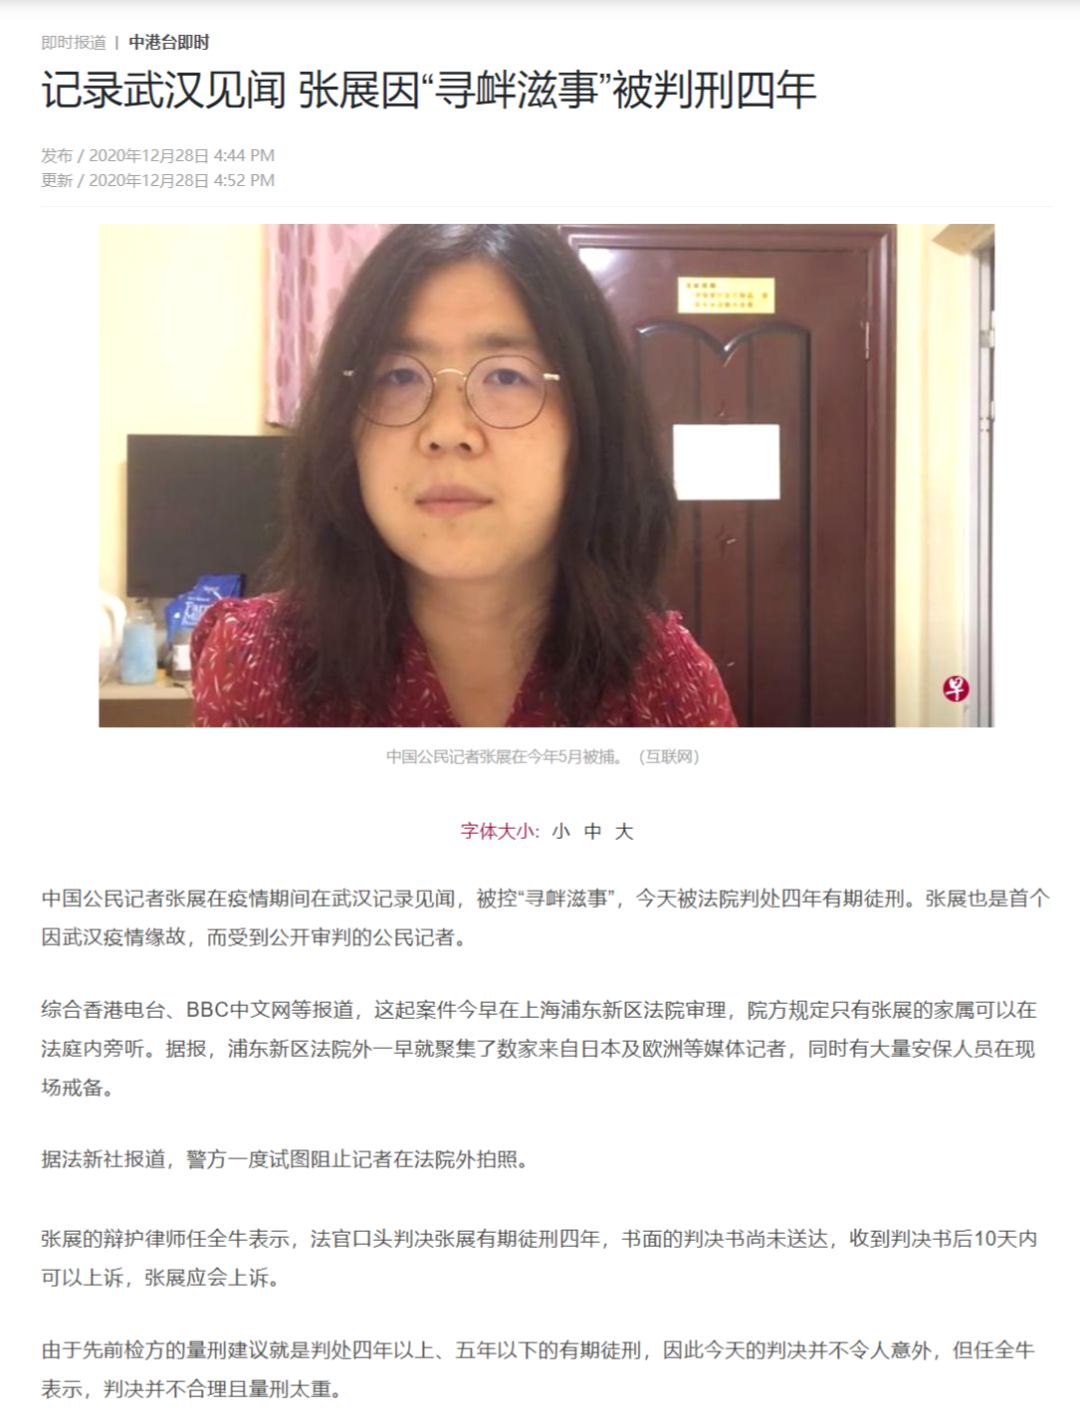 即时报道 | 中港台即时
记录武汉见闻 张展因“寻衅滋事”被判刑四年
发布 / 2020年12月28日 4:44 PM
更新 / 2020年12月28日 4:52 PM
早
中国公民记者张展在今年5月被捕。（互联网）
字体大小: 小 中 大
中国公民记者张展在疫情期间在武汉记录见闻，被控“寻衅滋事”，今天被法院判处四年有期徒刑。张展也是首个
因武汉疫情缘故，而受到公开审判的公民记者。
综合香港电台、BBC中文网等报道，这起案件今早在上海浦东新区法院审理，院方规定只有张展的家属可以在
法庭内旁听。据报，浦东新区法院外一早就聚集了数家来自日本及欧洲等媒体记者，同时有大量安保人员在现
场戒备。
据法新社报道，警方一度试图阻止记者在法院外拍照。
张展的辩护律师任全牛表示，法官口头判决张展有期徒刑四年，书面的判决书尚未送达，收到判决书后10天内
可以上诉，张展应会上诉。
由于先前检方的量刑建议就是判处四年以上、五年以下的有期徒刑，因此今天的判决并不令人意外，但任全牛
表示，判决并不合理且量刑太重。